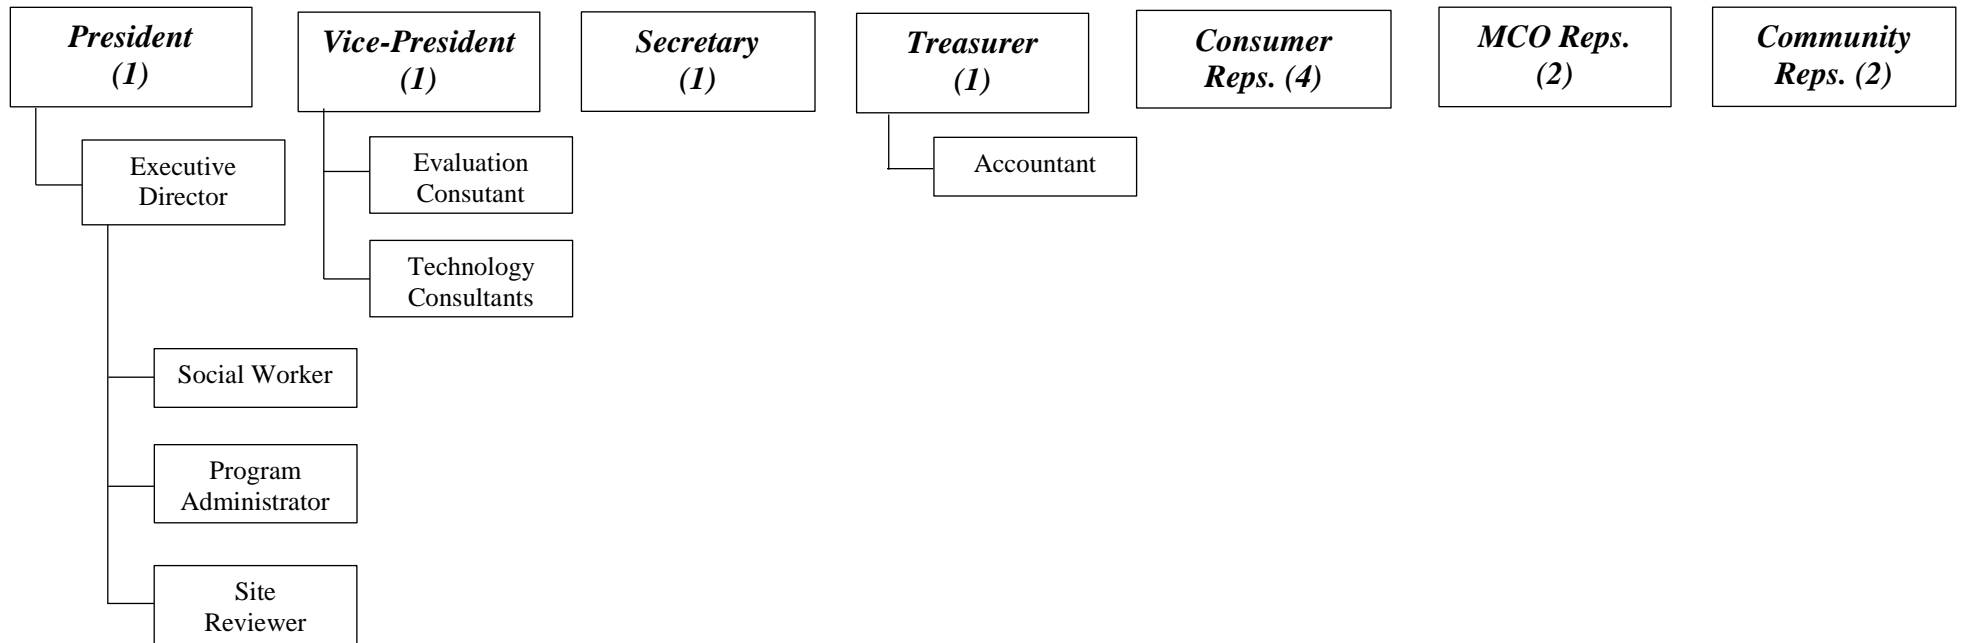 President
(1)
Vice-President
(1)
Secretary
(1)
Treasurer
(1)
Consumer
Reps. (4)
MCO Reps.
(2)
Community
Reps. (2)
Executive
Director
Evaluation
Consutant
Accountant
Technology
Consultants
Social Worker
Program
Administrator
Site
Reviewer